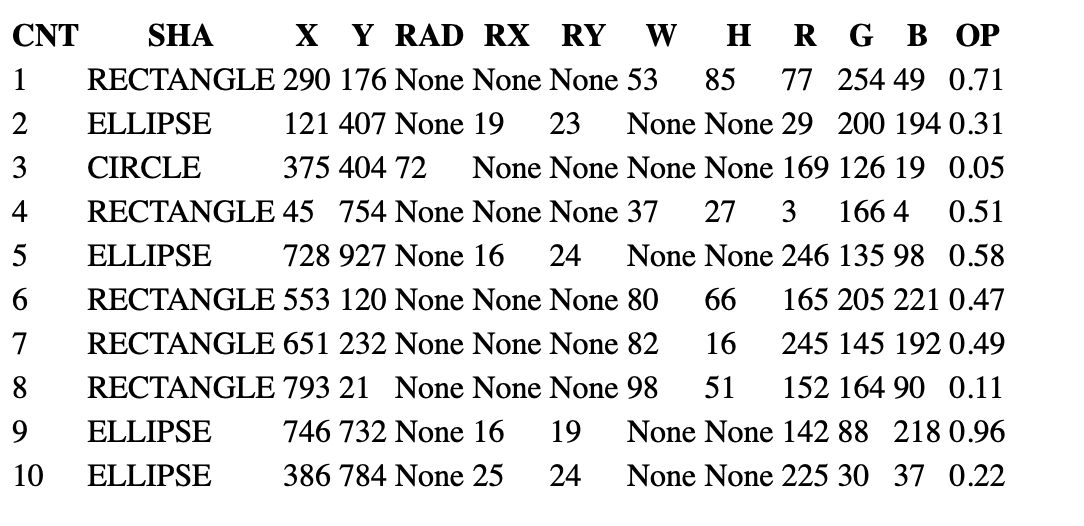 CNT SHA X Y RAD RX RY W H R G B OP
1 RECTANGLE 290 176 None None None 53 85 77 254 49 0.71
2 ELLIPSE 121 407 None 19 23 None None 29 200 194 0.31
3 CIRCLE 375 404 72 None None None None 169 126 19 0.05
4 RECTANGLE 45 754 None None None 37 27 3 166 4 0.51
5 ELLIPSE 728 927 None 16 24 None None 246 135 98 0.58
6 RECTANGLE 553 120 None None None 80 66 165 205 221 0.47
7 RECTANGLE 651 232 None None None 82 16 245 145 192 0.49
8 RECTANGLE 793 21 None None None 98 51 152 164 90 0.11
9 ELLIPSE 746 732 None 16 19 None None 142 88 218 0.96
10 ELLIPSE 386 784 None 25 24 None None 225 30 37 0.22